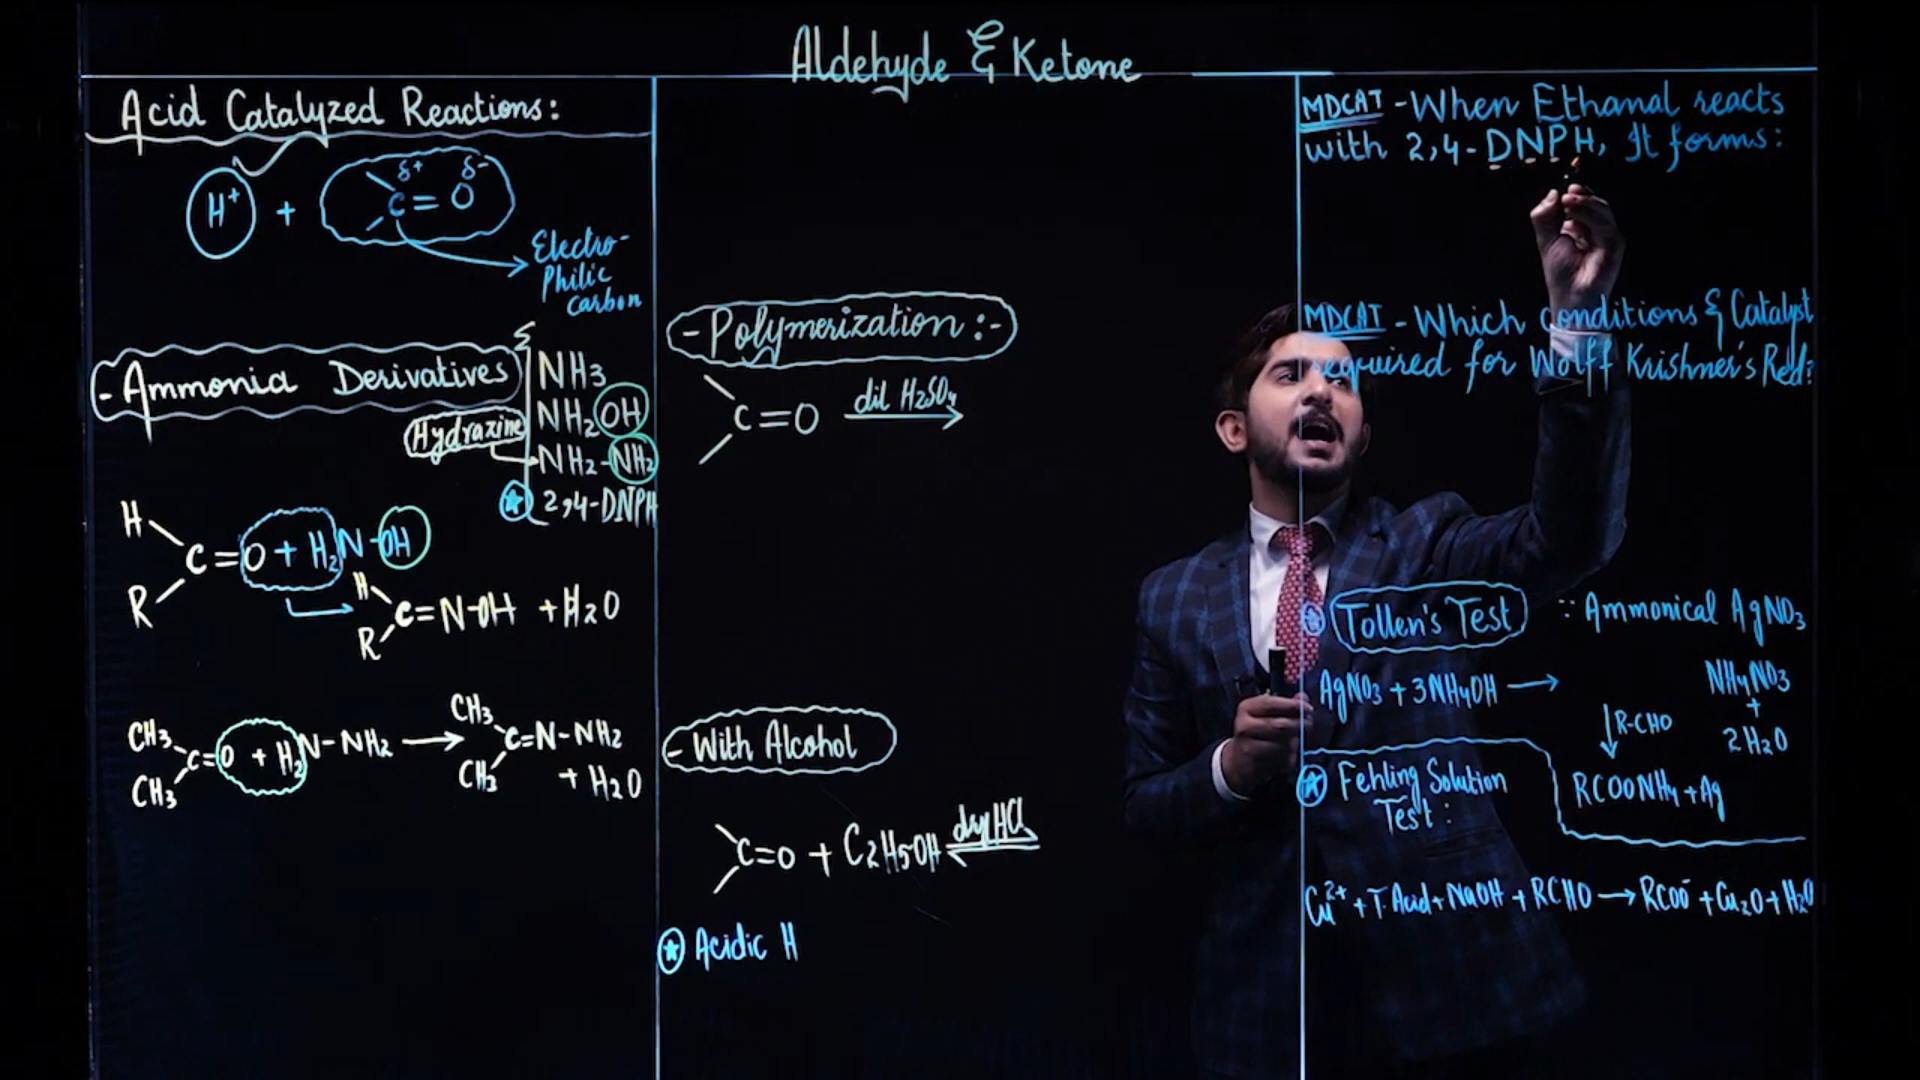 Aldehyde & Ketone
Acid Catalyzed Reactions:
H⁺ + C = O
δ⁺ δ⁻
Electro-
Philic
carbon
- Ammonia Derivatives
NH3
NH2OH
Hydrazine
NH2-NH2
2,4-DNPH
H
C=O + H2N-OH
R
H
C=N-OH + H2O
R
CH3
C=O + H2N-NH2 →
CH3
CH3
C=N-NH2
CH3
+ H2O
- Polymerization :-
C=O
dil H2SO4
- With Alcohol
C=O + C2H5OH
dry HCl
Acidic H
MDCAT - When Ethanal reacts
with 2,4-DNPH, It forms:
MDCAT - Which conditions & Catalyst
required for Wolff Krishner's Red?
Tollen's Test
∵ Ammonical AgNO3
AgNO3 + 3NH4OH →
NH4NO3
+
2H2O
↓ R-CHO
RCOONH4 + Ag
Fehling Solution
Test :
Cu²⁺ + T.Acid + NaOH + RCHO → RCOO⁻ + Cu2O + H2O